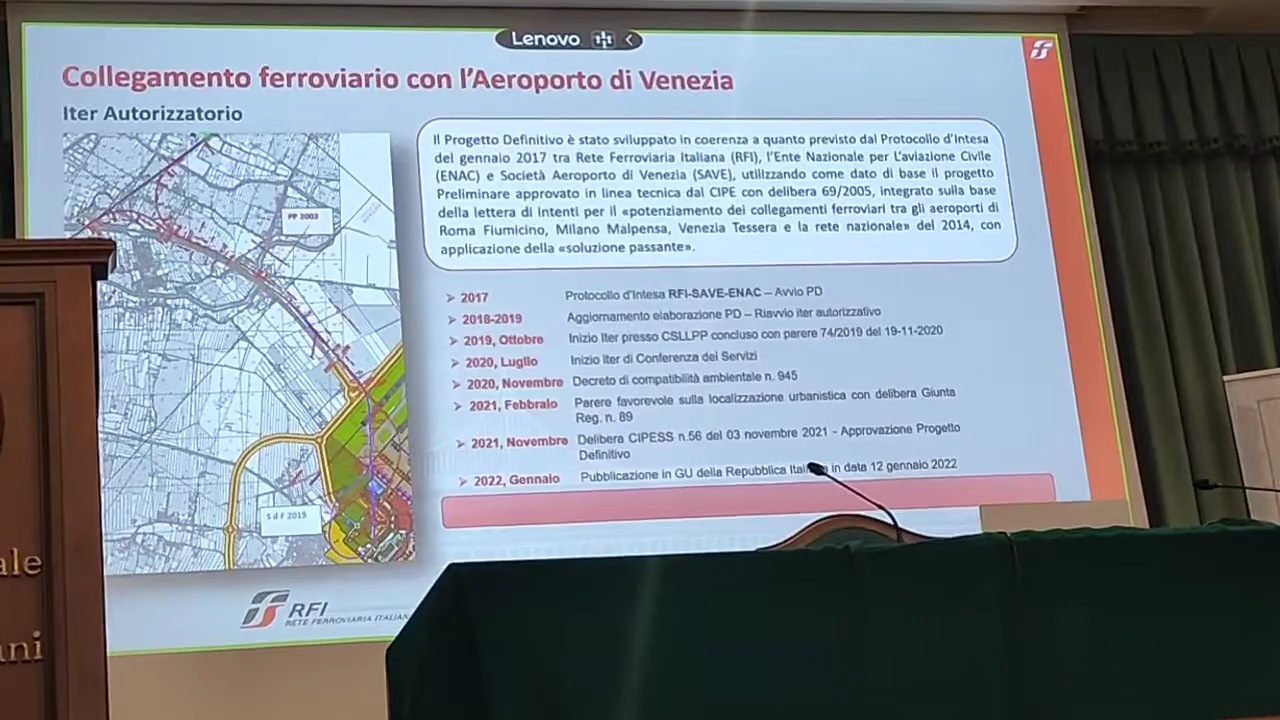 Lenovo
Collegamento ferroviario con l'Aeroporto di Venezia
Iter Autorizzatorio
Il Progetto Definitivo è stato sviluppato in coerenza a quanto previsto dal Protocollo d'Intesa
del gennaio 2017 tra Rete Ferroviaria Italiana (RFI), l'Ente Nazionale per L'aviazione Civile
(ENAC) e Società Aeroporto di Venezia (SAVE), utilizzando come dato di base il progetto
Preliminare approvato in linea tecnica dal CIPE con delibera 69/2005, integrato sulla base
della lettera di intenti per il «potenziamento dei collegamenti ferroviari tra gli aeroporti di
Roma Fiumicino, Milano Malpensa, Venezia Tessera e la rete nazionale» del 2014, con
applicazione della «soluzione passante».
PP 2003
➢ 2017 Protocollo d'Intesa RFI-SAVE-ENAC – Avvio PD
➢ 2018-2019 Aggiornamento elaborazione PD – Riavvio iter autorizzativo
➢ 2019, Ottobre Inizio Iter presso CSLLPP concluso con parere 74/2019 del 19-11-2020
➢ 2020, Luglio Inizio Iter di Conferenza dei Servizi
➢ 2020, Novembre Decreto di compatibilità ambientale n. 945
➢ 2021, Febbraio Parere favorevole sulla localizzazione urbanistica con delibera Giunta
Reg. n. 89
➢ 2021, Novembre Delibera CIPESS n.56 del 03 novembre 2021 - Approvazione Progetto
Definitivo
➢ 2022, Gennaio Pubblicazione in GU della Repubblica in data 12 gennaio 2022
S d F 2015
RFI
RETE FERROVIARIA ITALIAN
ale
ni